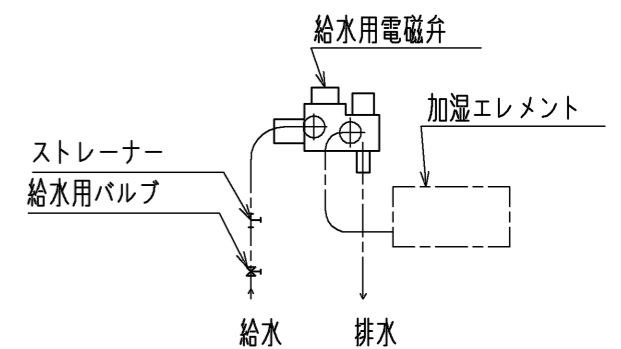 給水用電磁弁
加湿エレメント
ストレーナー
給水用バルブ
給水
排水